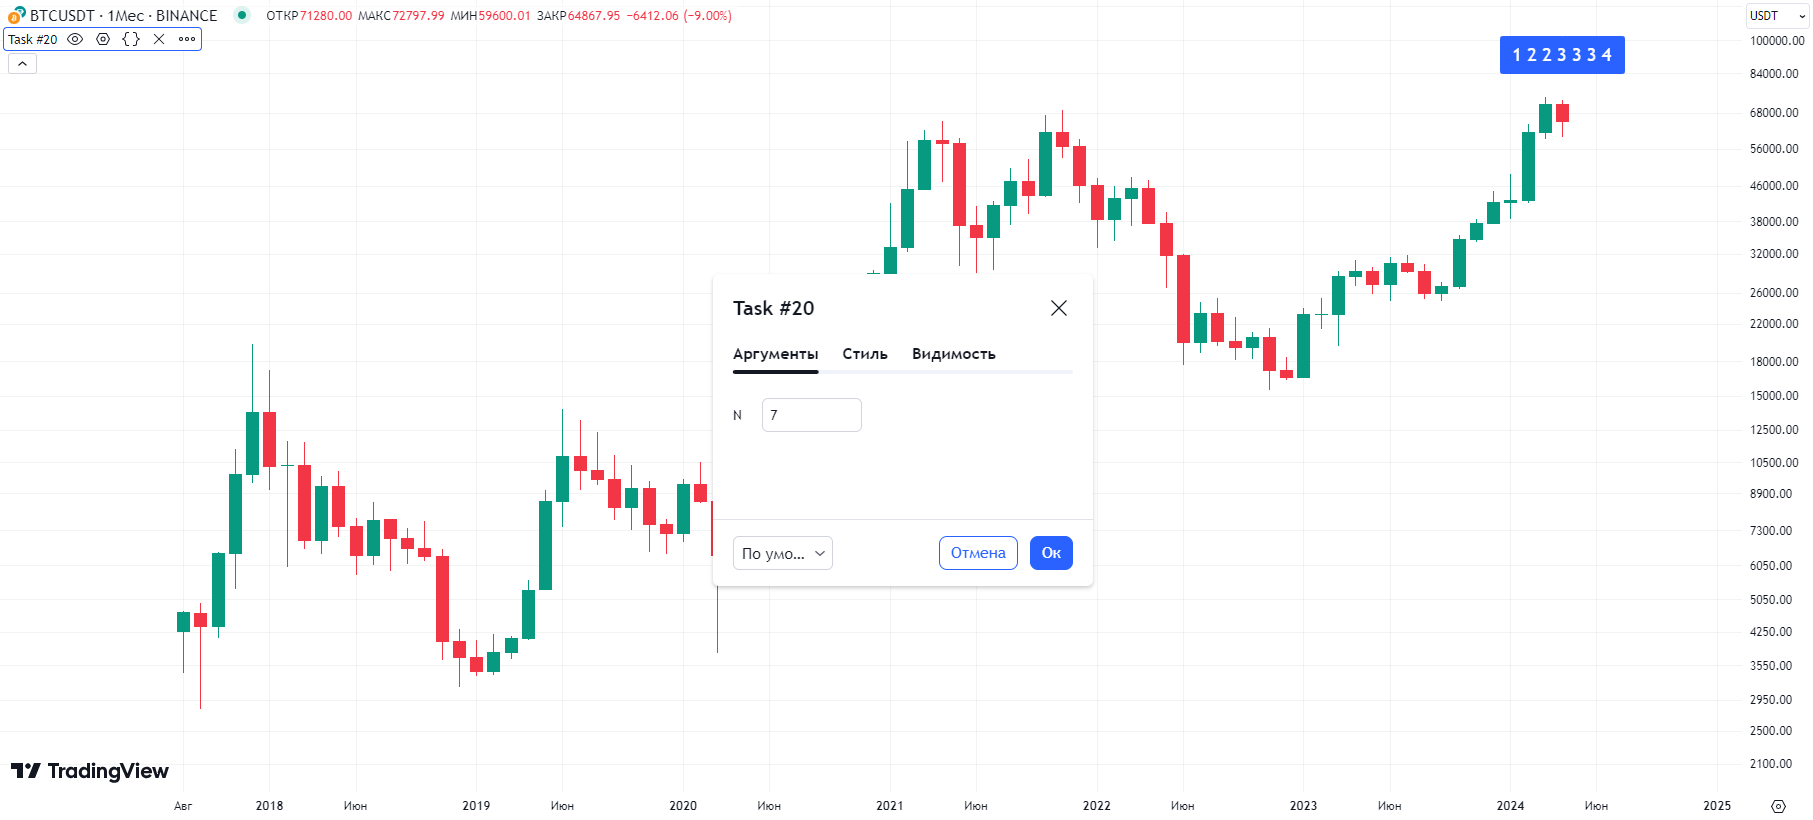 BTCUSDT · 1Мес · BINANCE ОТКР71280.00 МАКС72797.99 МИН59600.01 ЗАКР64867.95 −6412.06 (−9.00%)
USDT
Task #20
1 2 2 3 3 3 4
100000.00
84000.00
68000.00
56000.00
46000.00
38000.00
32000.00
26000.00
22000.00
18000.00
15000.00
12500.00
10500.00
8900.00
7300.00
6050.00
5050.00
4250.00
3550.00
2950.00
2500.00
2100.00
Task #20
Аргументы Стиль Видимость
N 7
По умо... Отмена Ок
TradingView
Авг 2018 Июн 2019 Июн 2020 Июн 2021 Июн 2022 Июн 2023 Июн 2024 Июн 2025